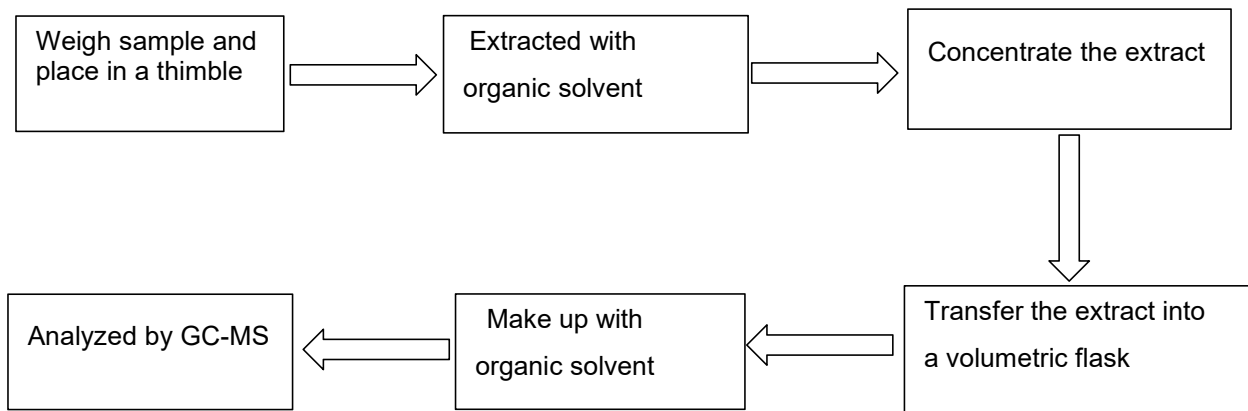 Weigh sample and
place in a thimble
Extracted with
organic solvent
Concentrate the extract
Transfer the extract into
a volumetric flask
Make up with
organic solvent
Analyzed by GC-MS